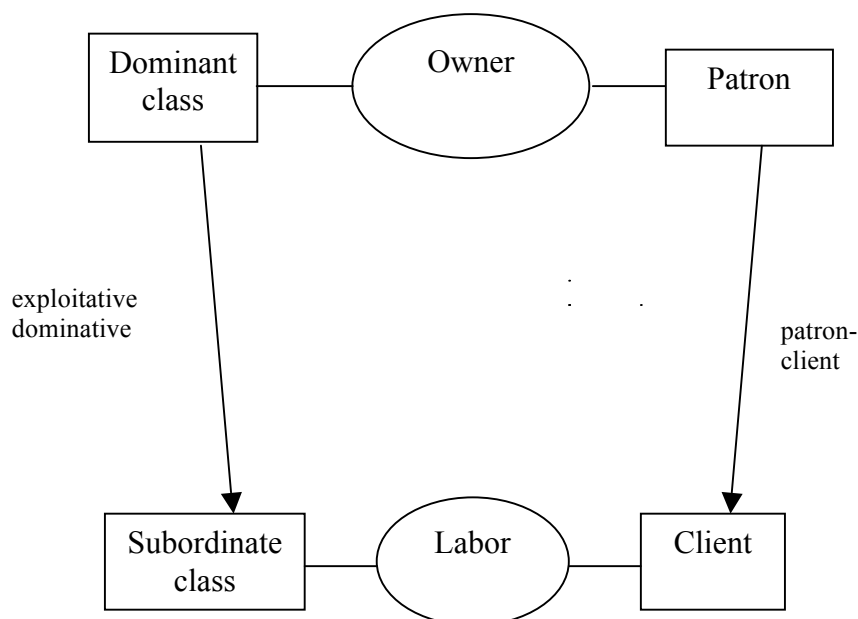 Dominant
class
Owner
Patron
exploitative
dominative
patron-
client
Subordinate
class
Labor
Client